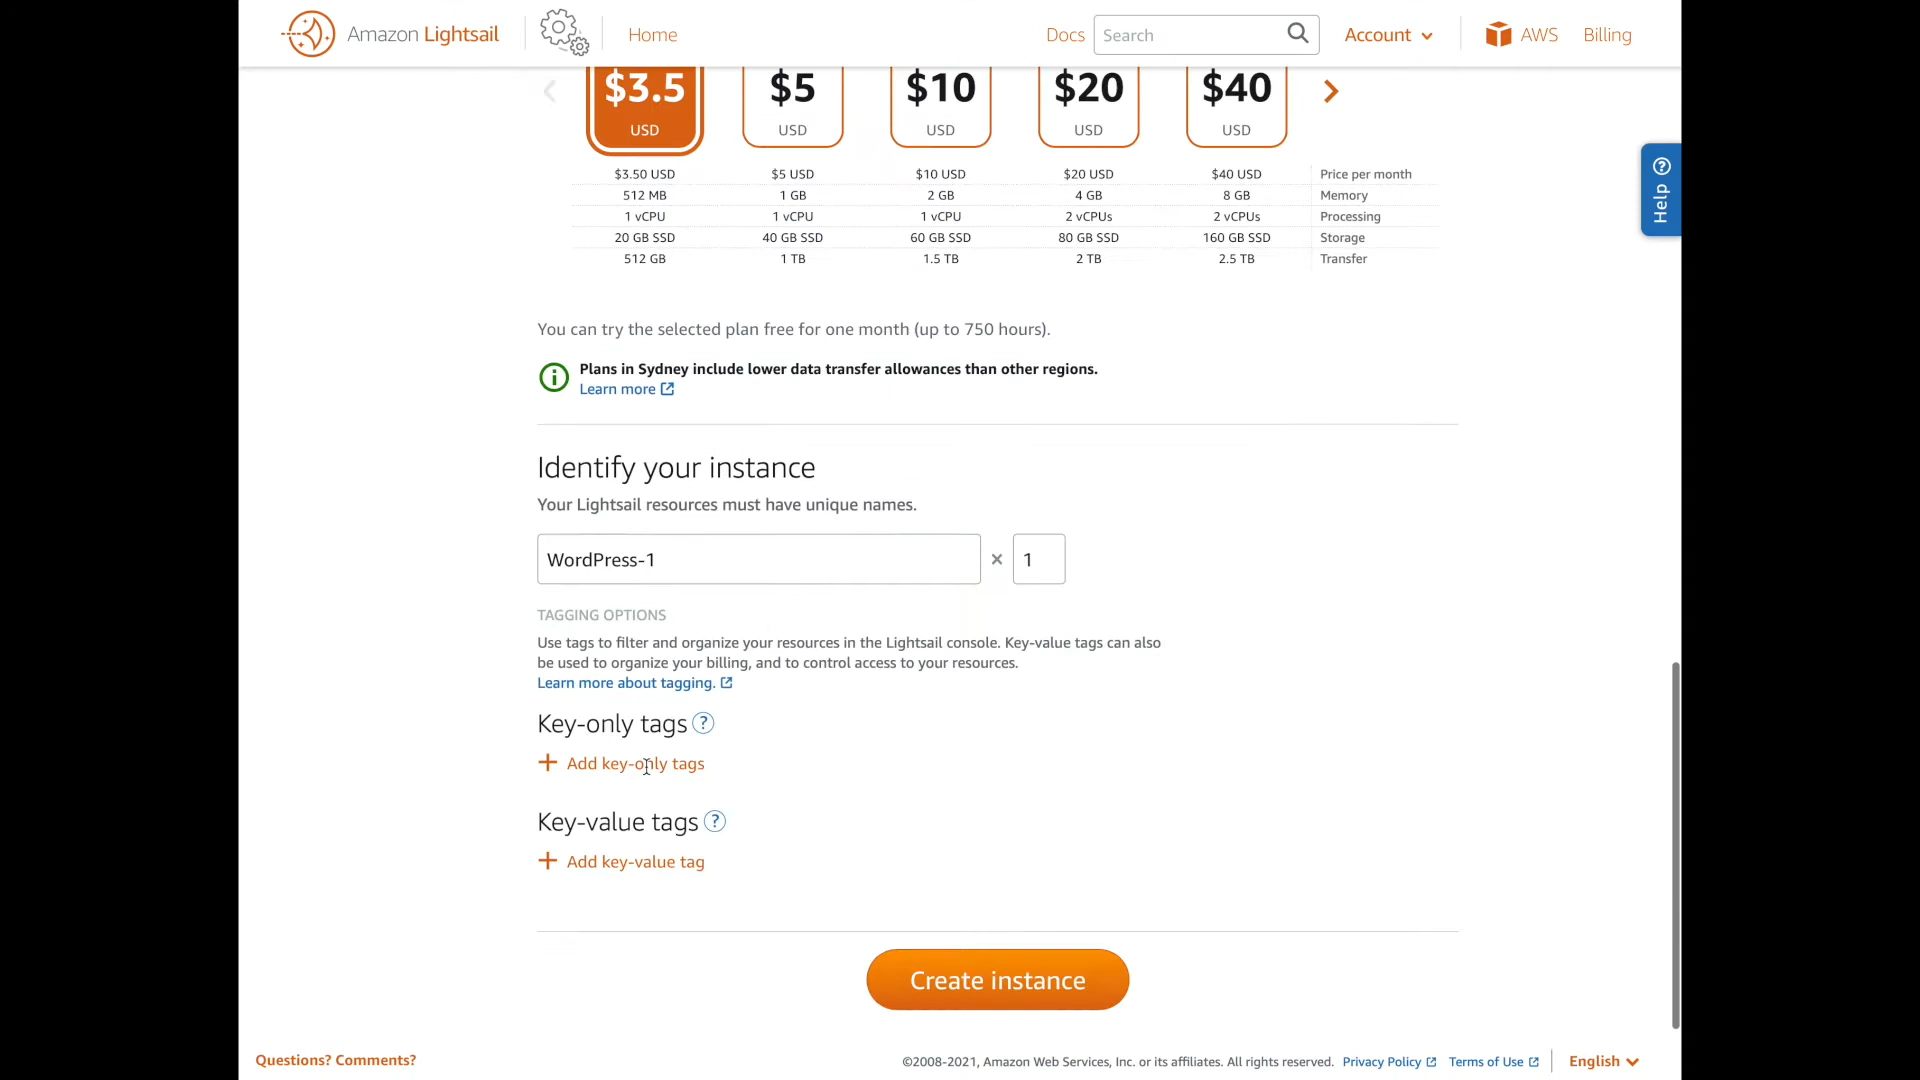 Amazon Lightsail Home Docs Search Account AWS Billing
$3.5 $5 $10 $20 $40
USD USD USD USD USD
$3.50 USD $5 USD $10 USD $20 USD $40 USD Price per month
512 MB 1 GB 2 GB 4 GB 8 GB Memory
1 vCPU 1 vCPU 1 vCPU 2 vCPUs 2 vCPUs Processing
20 GB SSD 40 GB SSD 60 GB SSD 80 GB SSD 160 GB SSD Storage
512 GB 1 TB 1.5 TB 2 TB 2.5 TB Transfer
Help ?
You can try the selected plan free for one month (up to 750 hours).
Plans in Sydney include lower data transfer allowances than other regions.
Learn more
Identify your instance
Your Lightsail resources must have unique names.
WordPress-1 × 1
TAGGING OPTIONS
Use tags to filter and organize your resources in the Lightsail console. Key-value tags can also
be used to organize your billing, and to control access to your resources.
Learn more about tagging.
Key-only tags ?
+ Add key-only tags
Key-value tags ?
+ Add key-value tag
Create instance
Questions? Comments? ©2008-2021, Amazon Web Services, Inc. or its affiliates. All rights reserved. Privacy Policy Terms of Use English